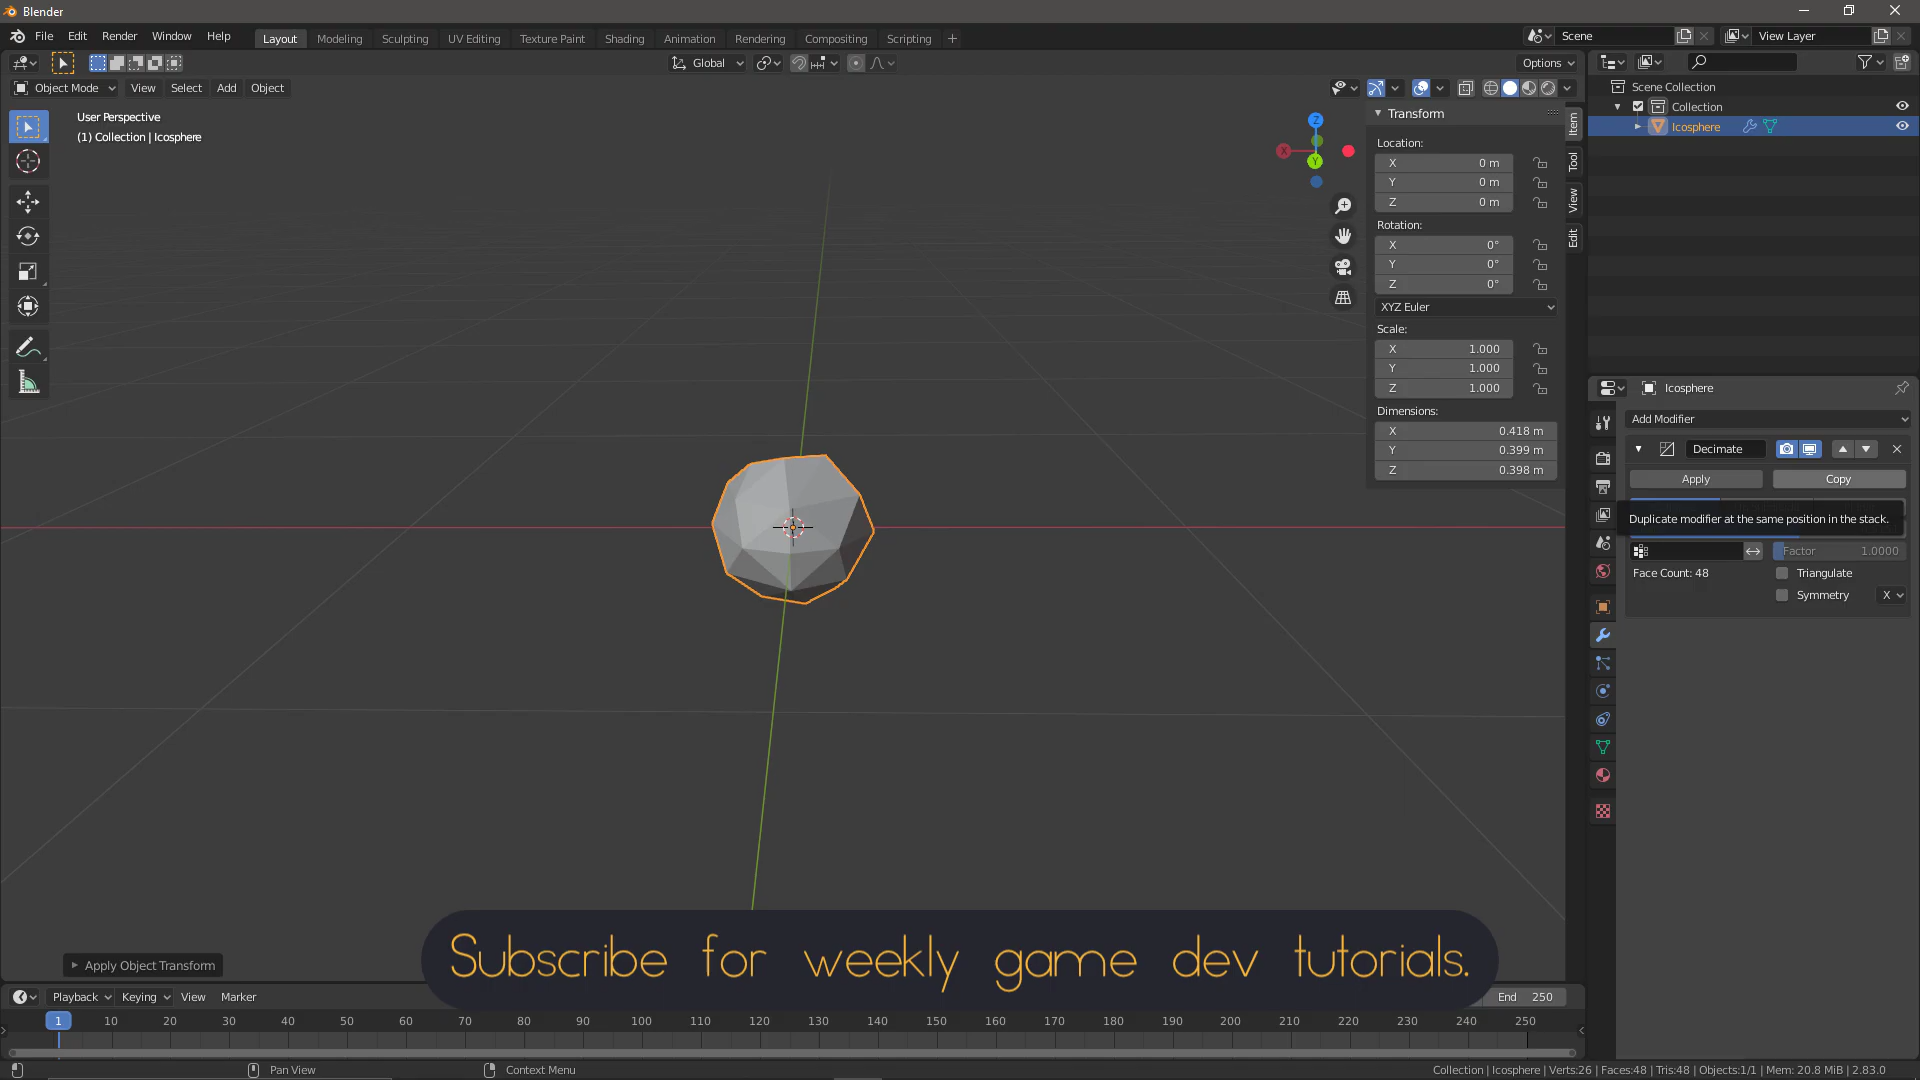 Blender
File Edit Render Window Help
Layout Modeling Sculpting UV Editing Texture Paint Shading Animation Rendering Compositing Scripting +
Scene
View Layer
Global
Options
Object Mode View Select Add Object
User Perspective
(1) Collection | Icosphere
Z
X
Y
Transform
Location:
X 0 m
Y 0 m
Z 0 m
Rotation:
X 0°
Y 0°
Z 0°
XYZ Euler
Scale:
X 1.000
Y 1.000
Z 1.000
Dimensions:
X 0.418 m
Y 0.399 m
Z 0.398 m
Item
Tool
View
Edit
Scene Collection
Collection
Icosphere
Icosphere
Add Modifier
Decimate
Apply Copy
Duplicate modifier at the same position in the stack.
Factor 1.0000
Face Count: 48
Triangulate
Symmetry X
Apply Object Transform
Subscribe for weekly game dev tutorials.
Playback Keying View Marker
End 250
1 10 20 30 40 50 60 70 80 90 100 110 120 130 140 150 160 170 180 190 200 210 220 230 240 250
Pan View
Context Menu
Collection | Icosphere | Verts:26 | Faces:48 | Tris:48 | Objects:1/1 | Mem: 20.8 MiB | 2.83.0